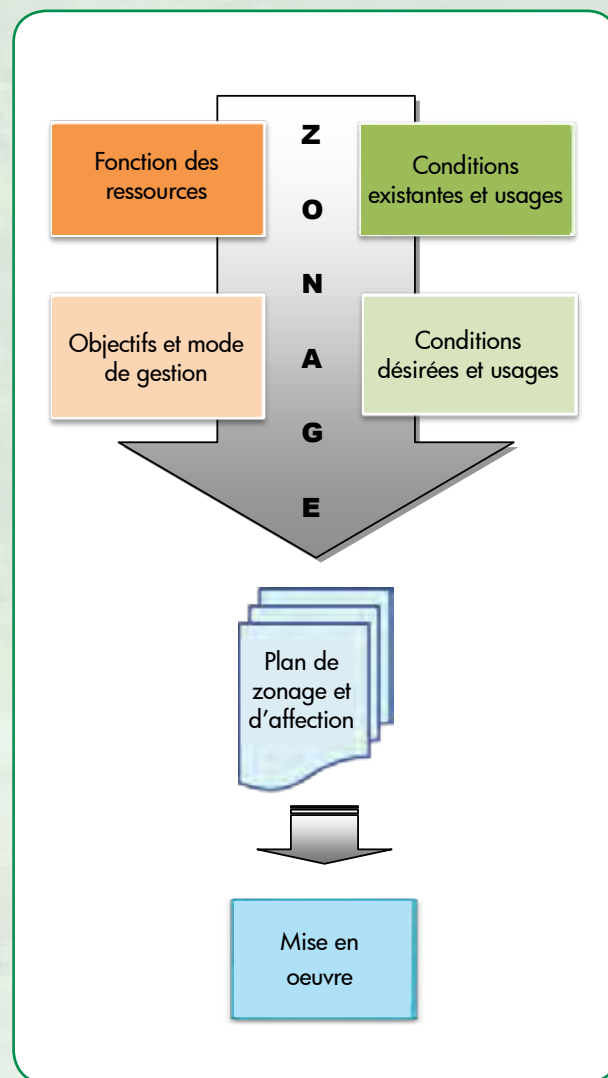 Z
O
N
A
G
E
Fonction des
ressources
Conditions
existantes et usages
Objectifs et mode
de gestion
Conditions
désirées et usages
Plan de
zonage et
d'affection
Mise en
oeuvre